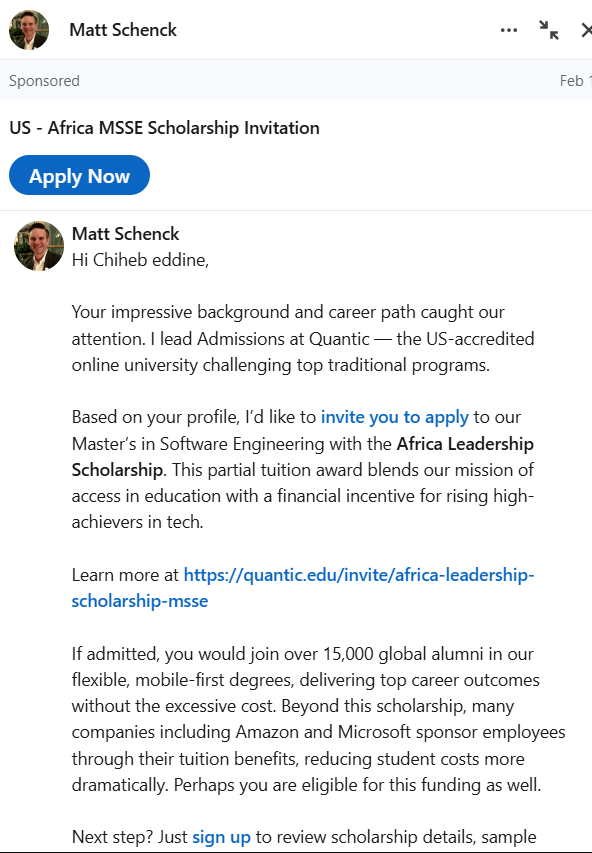 Matt Schenck
Sponsored
Feb 1
US - Africa MSSE Scholarship Invitation
Apply Now
Matt Schenck
Hi Chiheb eddine,
Your impressive background and career path caught our
attention. I lead Admissions at Quantic — the US-accredited
online university challenging top traditional programs.
Based on your profile, I’d like to invite you to apply to our
Master’s in Software Engineering with the Africa Leadership
Scholarship. This partial tuition award blends our mission of
access in education with a financial incentive for rising high-
achievers in tech.
Learn more at https://quantic.edu/invite/africa-leadership-
scholarship-msse
If admitted, you would join over 15,000 global alumni in our
flexible, mobile-first degrees, delivering top career outcomes
without the excessive cost. Beyond this scholarship, many
companies including Amazon and Microsoft sponsor employees
through their tuition benefits, reducing student costs more
dramatically. Perhaps you are eligible for this funding as well.
Next step? Just sign up to review scholarship details, sample